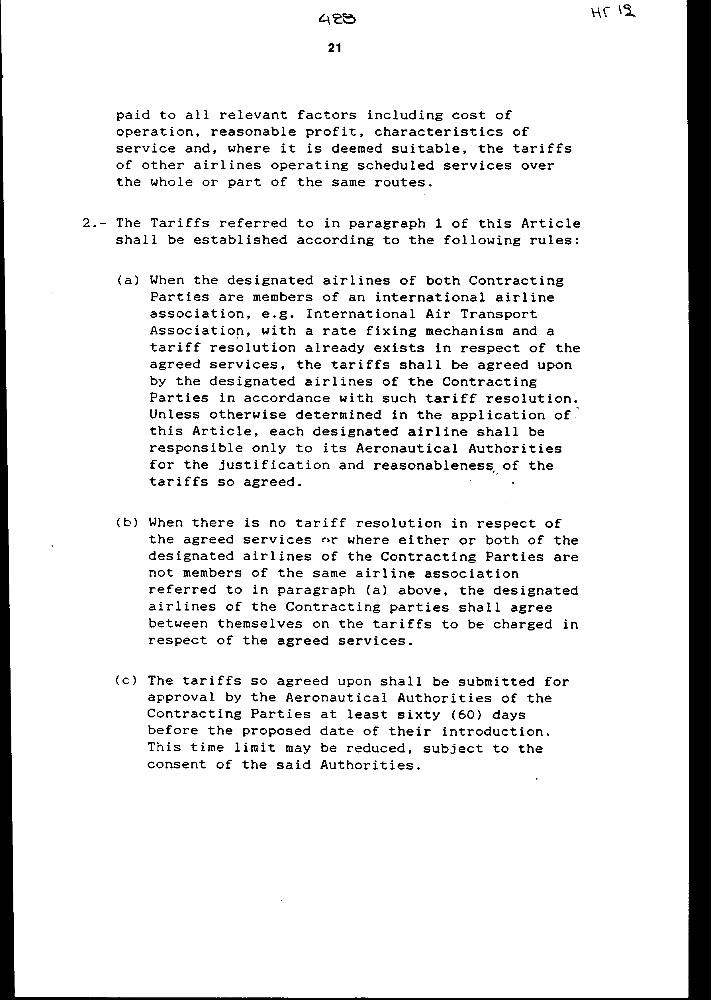 21
paid to all relevant factors including cost of
operation, reasonable profit, characteristics of
service and, where it is deemed suitable, the tariffs
of other airlines operating scheduled services over
the whole or part of the same routes.
2.- The Tariffs referred to in paragraph 1 of this Article
shall be established according to the following rules:
(a) When the designated airlines of both Contracting
Parties are members of an international airline
association, e.g. International Air Transport
Association, with a rate fixing mechanism and a
tariff resolution already exists in respect of the
agreed services, the tariffs shall be agreed upon
by the designated airlines of the Contracting
Parties in accordance with such tariff resolution.
Unless otherwise determined in the application of
this Article, each designated airline shall be
responsible only to its Aeronautical Authorities
for the justification and reasonableness of the
tariffs so agreed.
(b) When there is no tariff resolution in respect of
the agreed services or where either or both of the
designated airlines of the Contracting Parties are
not members of the same airline association
referred to in paragraph (a) above, the designated
airlines of the Contracting parties shall agree
between themselves on the tariffs to be charged in
respect of the agreed services.
(c) The tariffs so agreed upon shall be submitted for
approval by the Aeronautical Authorities of the
Contracting Parties at least sixty (60) days
before the proposed date of their introduction.
This time limit may be reduced, subject to the
consent of the said Authorities.